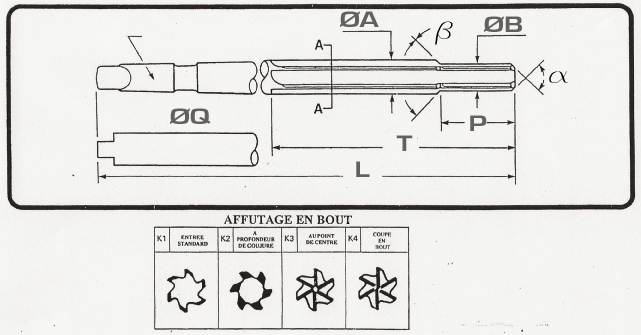 ØA
β
ØB
A
α
A
ØQ
P
T
L
AFFUTAGE EN BOUT
K1 ENTREE STANDARD
K2 A PROFONDEUR DE GOUJURE
K3 AU POINT DE CENTRE
K4 COUPE EN BOUT